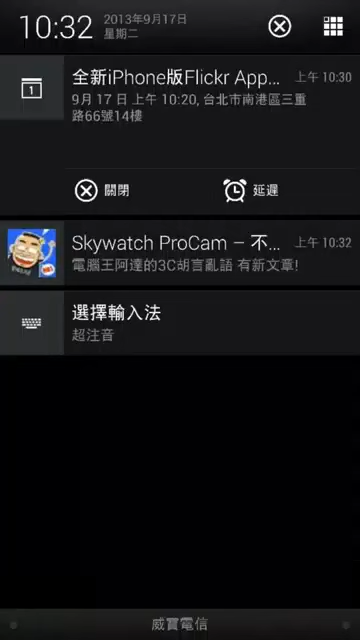 10:32
2013年9月17日
星期二
全新iPhone版Flickr App...
上午 10:30
9月 17 日 上午 10:20, 台北市南港區三重
路66號14樓
關閉
延遲
Skywatch ProCam – 不...
上午 10:32
電腦王阿達的3C胡言亂語 有新文章!
選擇輸入法
超注音
威寶電信